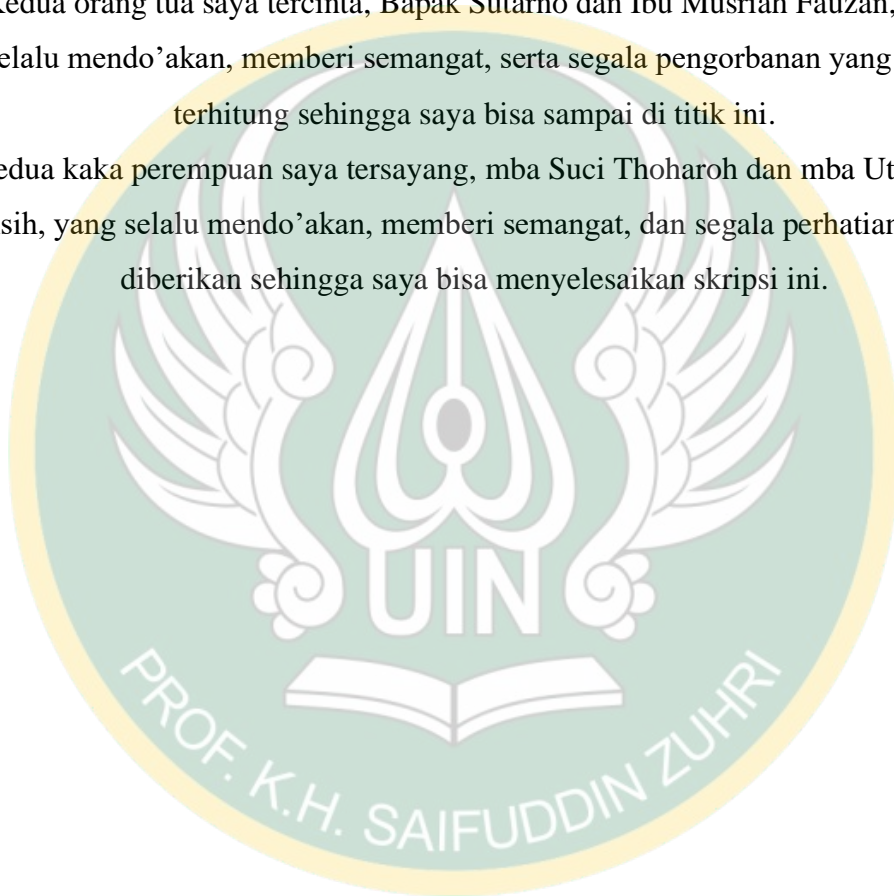 Kedua orang tua saya tercinta, Bapak Sutarno dan Ibu Musriah Fauzan,
elalu mendo’akan, memberi semangat, serta segala pengorbanan yang
terhitung sehingga saya bisa sampai di titik ini.
edua kaka perempuan saya tersayang, mba Suci Thoharoh dan mba Ut
sih, yang selalu mendo’akan, memberi semangat, dan segala perhatian
diberikan sehingga saya bisa menyelesaikan skripsi ini.
UIN
PROF. K.H. SAIFUDDIN ZUHRI